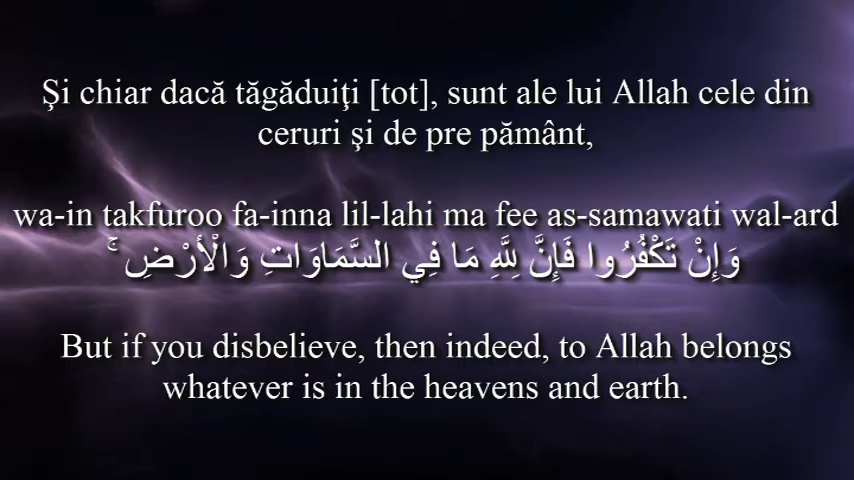 Şi chiar dacă tăgăduiţi [tot], sunt ale lui Allah cele din
ceruri şi de pre pământ,
wa-in takfuroo fa-inna lil-lahi ma fee as-samawati wal-ard
وَإِنْ تَكْفُرُوا فَإِنَّ لِلَّهِ مَا فِي السَّمَاوَاتِ وَالْأَرْضِ ۚ
But if you disbelieve, then indeed, to Allah belongs
whatever is in the heavens and earth.